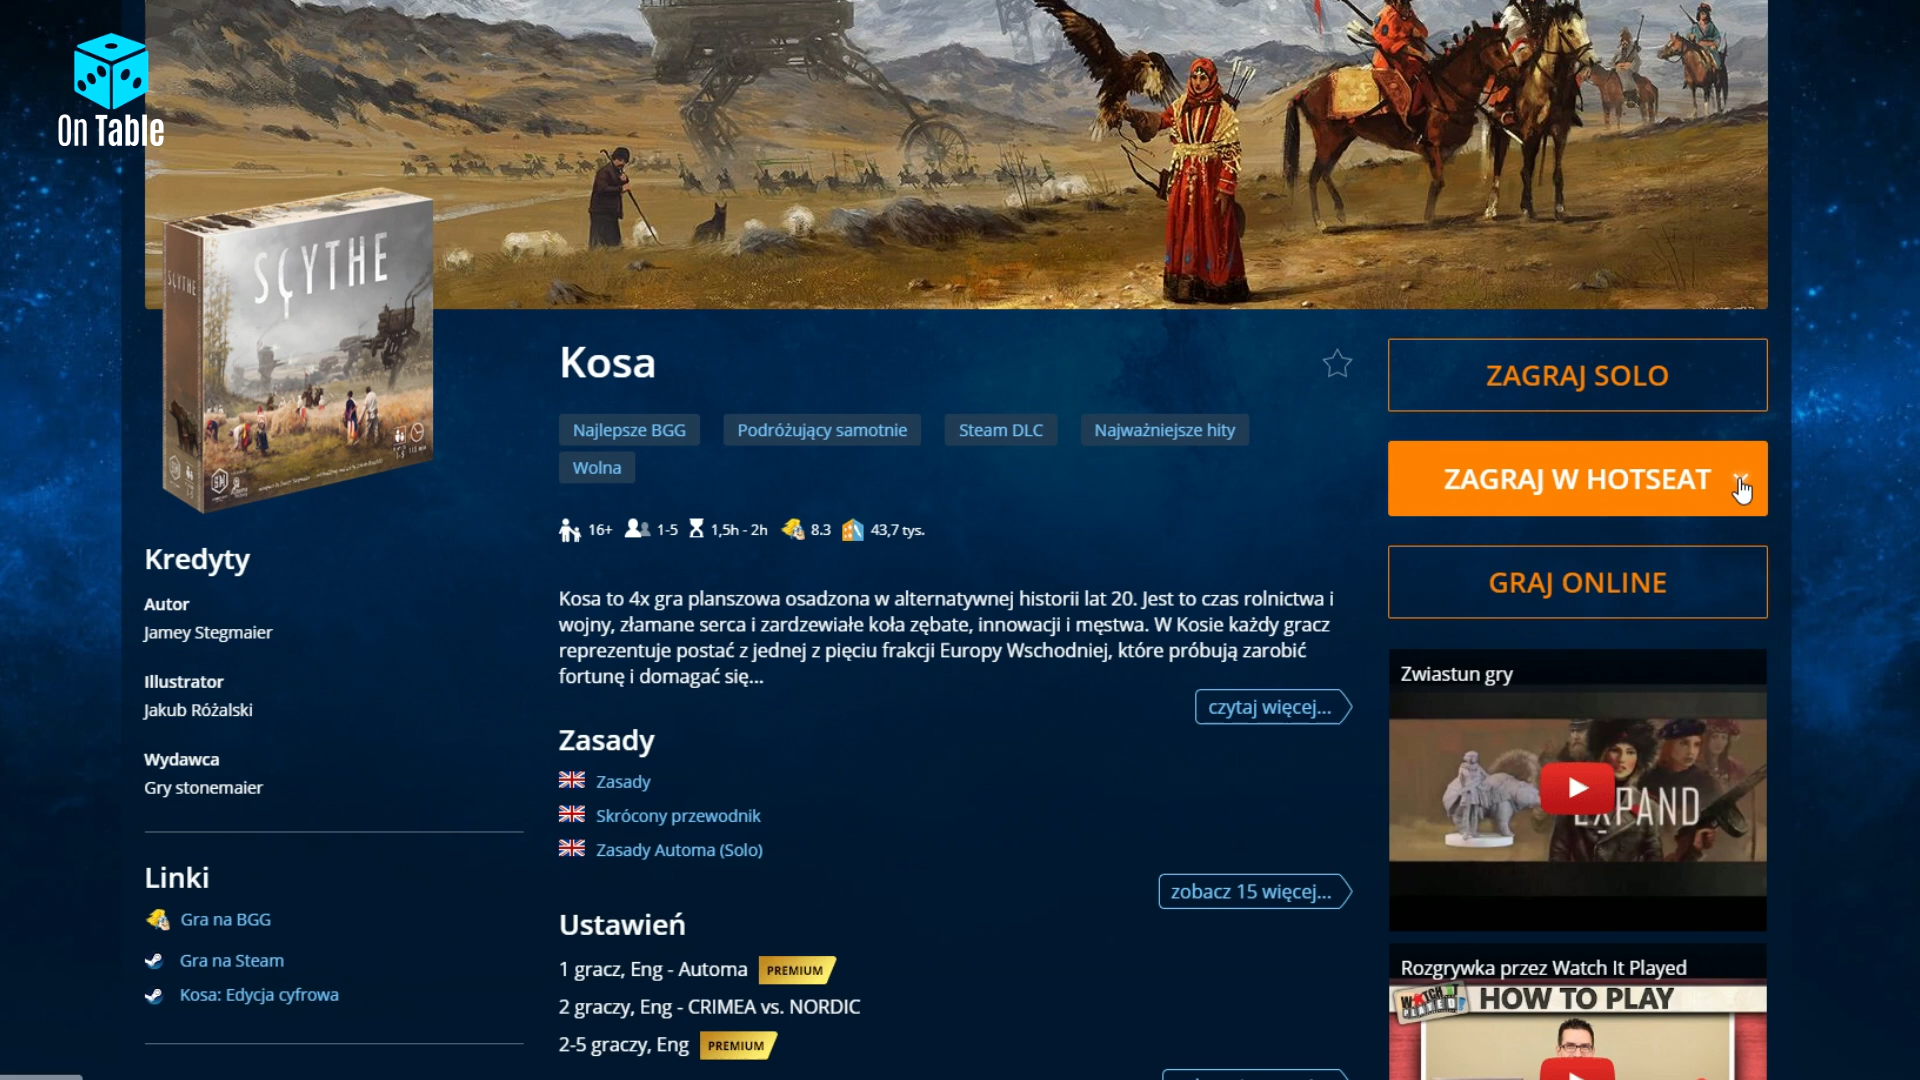 On Table
SCYTHE
SCYTHE
Kosa
ZAGRAJ SOLO
Najlepsze BGG
Podróżujący samotnie
Steam DLC
Najważniejsze hity
Wolna
ZAGRAJ W HOTSEAT
16+
1-5
1,5h - 2h
8.3
43,7 tys.
GRAJ ONLINE
Kredyty
Autor
Jamey Stegmaier
Illustrator
Jakub Różalski
Wydawca
Gry stonemaier
Kosa to 4x gra planszowa osadzona w alternatywnej historii lat 20. Jest to czas rolnictwa i
wojny, złamane serca i zardzewiałe koła zębate, innowacji i męstwa. W Kosie każdy gracz
reprezentuje postać z jednej z pięciu frakcji Europy Wschodniej, które próbują zarobić
fortunę i domagać się...
czytaj więcej...
Zasady
Zasady
Skrócony przewodnik
Zasady Automa (Solo)
zobacz 15 więcej...
Linki
Gra na BGG
Gra na Steam
Kosa: Edycja cyfrowa
Ustawień
1 gracz, Eng - Automa PREMIUM
2 graczy, Eng - CRIMEA vs. NORDIC
2-5 graczy, Eng PREMIUM
Zwiastun gry
EXPAND
Rozgrywka przez Watch It Played
WATCH IT PLAYED!
HOW TO PLAY